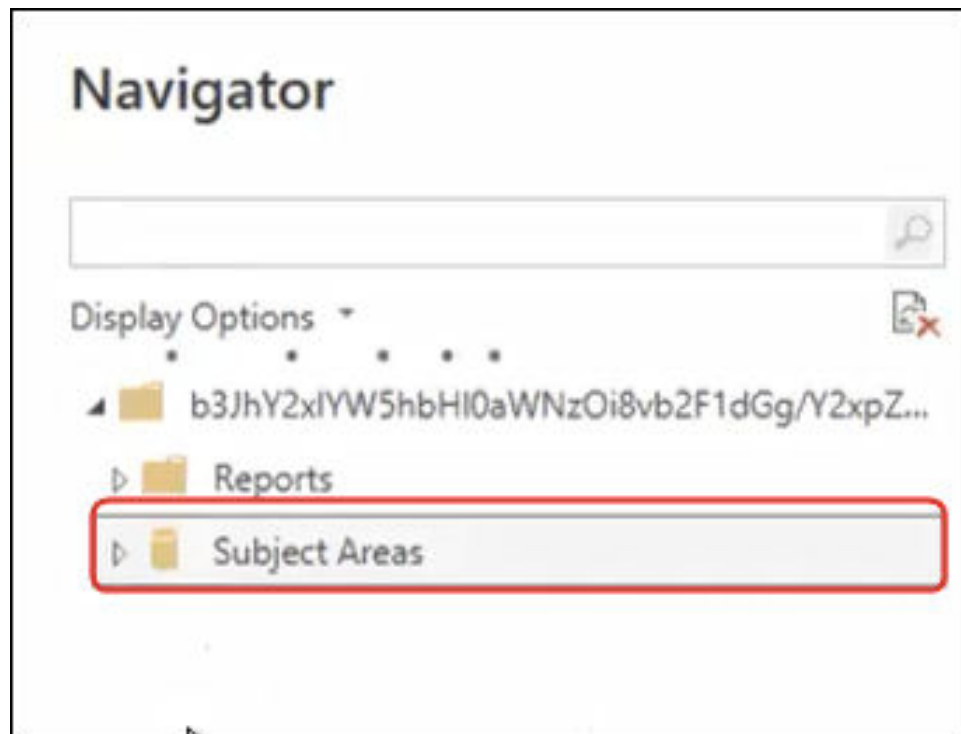 Navigator
Display Options
b3JhY2xlYW5hbHl0aWNzOi8vb2F1dGg/Y2xpZ...
Reports
Subject Areas